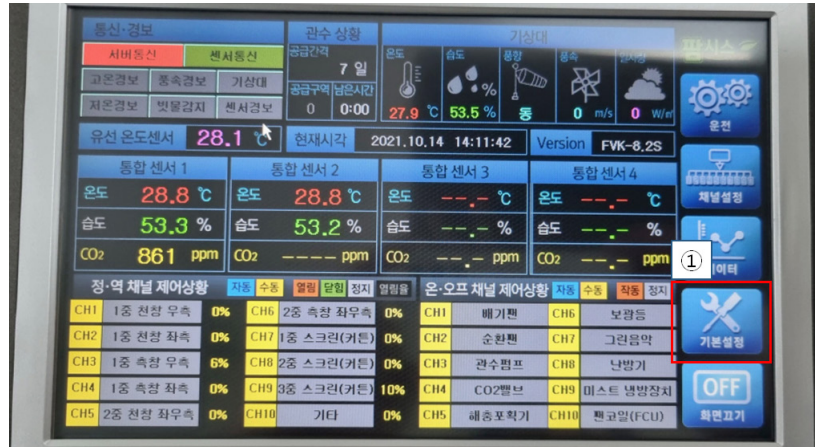 통신·경보
서버통신 센서통신
고온경보 풍속경보 기상대
저온경보 빗물감지 센서경보
관수 상황
공급간격
7 일
공급구역 남은시간
0 0:00
기상대
온도 습도 풍향 풍속
%
27.9 ℃ 53.5 % 동 0 m/s 0 W/㎡
팜시스
운전
유선 온도센서 28.1 ℃ 현재시각 2021.10.14 14:11:42 Version FVK-8.2S
채널설정
통합 센서 1 통합 센서 2 통합 센서 3 통합 센서 4
온도 28.8 ℃ 온도 28.8 ℃ 온도 --.- ℃ 온도 --.- ℃
습도 53.3 % 습도 53.2 % 습도 --.- % 습도 --.- %
CO2 861 ppm CO2 ---- ppm CO2 --.- ppm CO2 --.- ppm
①
이터
정·역 채널 제어상황 자동 수동 열림 닫힘 정지 열림율 온·오프 채널 제어상황 자동 수동 작동 정지
CH1 1중 천창 우측 0% CH6 2중 측창 좌우측 0% CH1 배기팬 CH6 보광등
CH2 1중 천창 좌측 0% CH7 1중 스크린(커튼) 0% CH2 순환팬 CH7 그린음악
CH3 1중 측창 우측 6% CH8 2중 스크린(커튼) 0% CH3 관수펌프 CH8 난방기
CH4 1중 측창 좌측 0% CH9 3중 스크린(커튼) 10% CH4 CO2밸브 CH9 미스트 냉방장치
CH5 2중 천창 좌우측 0% CH10 기타 0% CH5 해충포획기 CH10 팬코일(FCU)
기본설정
OFF
화면끄기